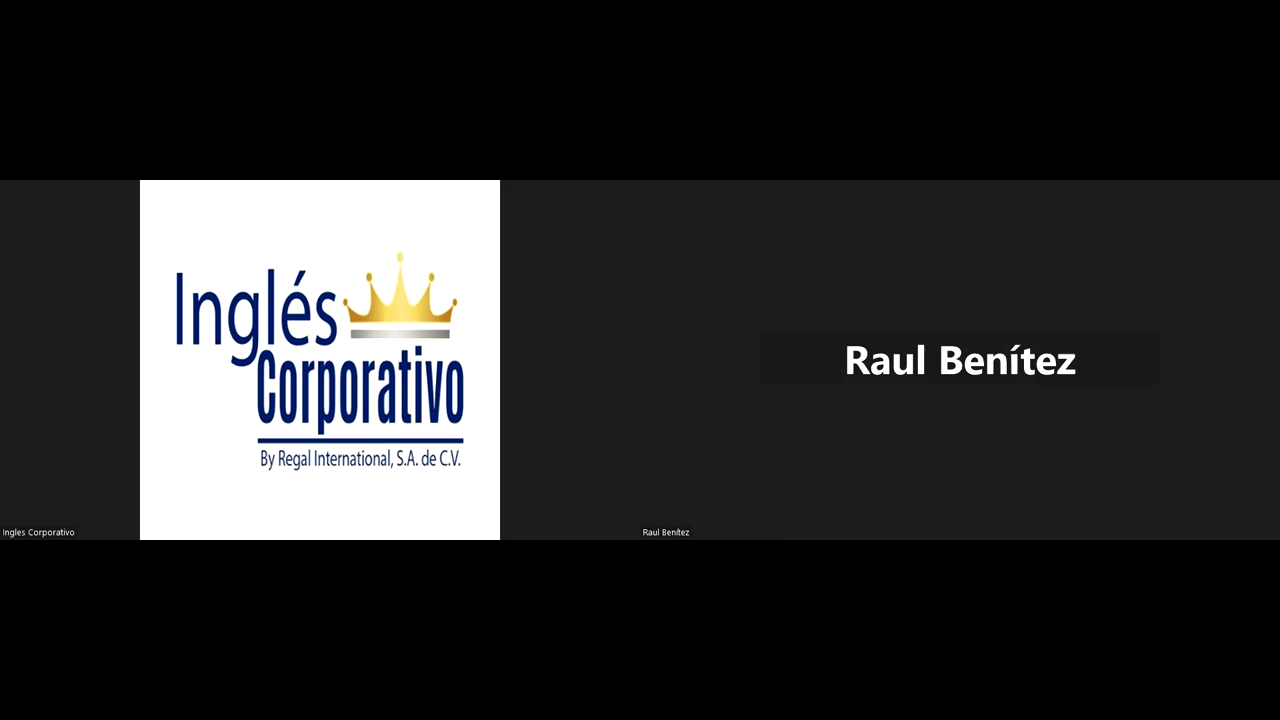 Inglés
Corporativo
By Regal International, S.A. de C.V.
Raul Benítez
Ingles Corporativo
Raul Benítez